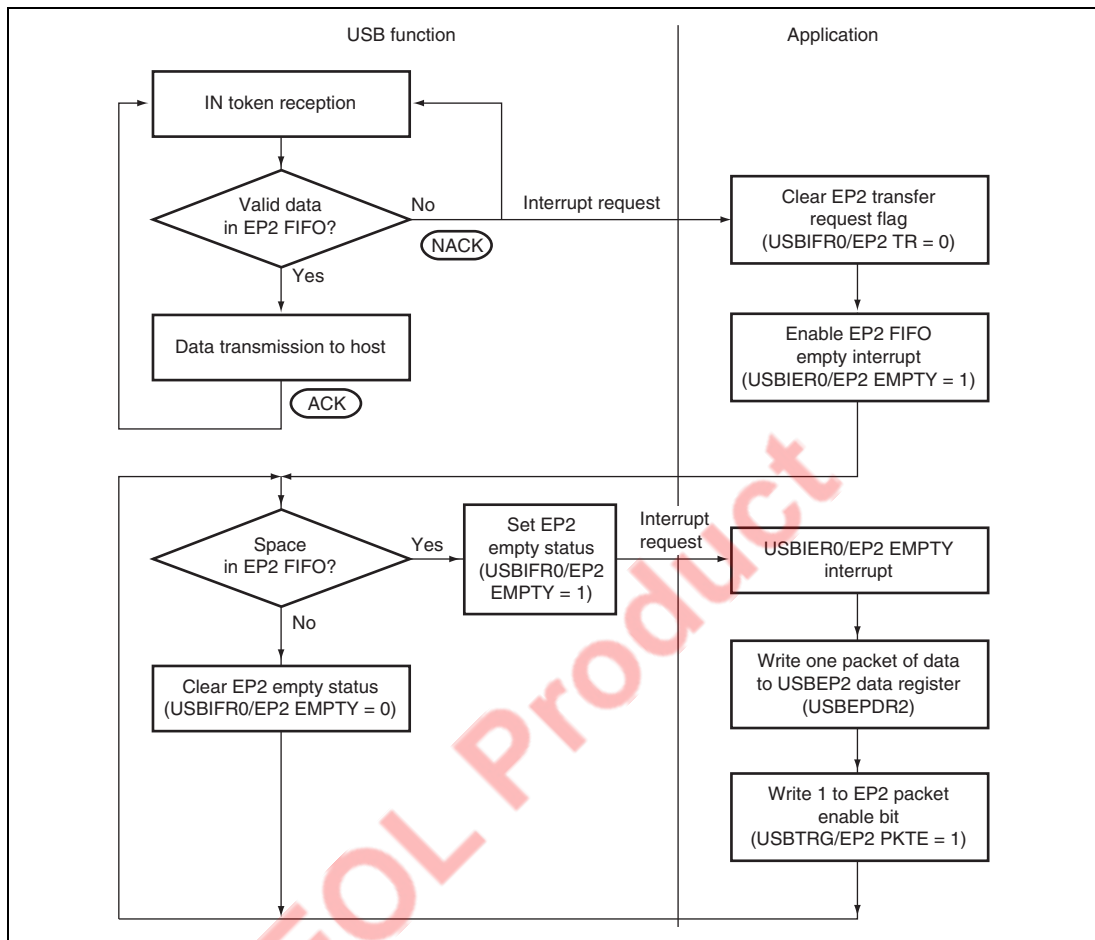 USB function
Application
IN token reception
Valid data
in EP2 FIFO?
No
NACK
Yes
Interrupt request
Clear EP2 transfer
request flag
(USBIFR0/EP2 TR = 0)
Data transmission to host
ACK
Enable EP2 FIFO
empty interrupt
(USBIER0/EP2 EMPTY = 1)
Space
in EP2 FIFO?
Yes
No
Set EP2
empty status
(USBIFR0/EP2
EMPTY = 1)
Interrupt
request
USBIER0/EP2 EMPTY
interrupt
Clear EP2 empty status
(USBIFR0/EP2 EMPTY = 0)
Write one packet of data
to USBEP2 data register
(USBEPDR2)
Write 1 to EP2 packet
enable bit
(USBTRG/EP2 PKTE = 1)
EOL Product